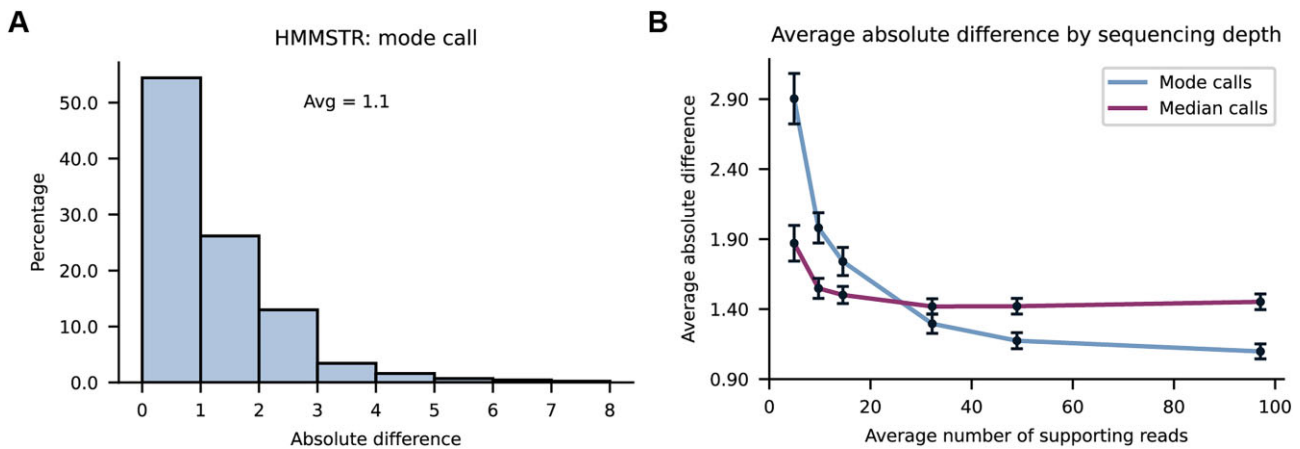 A
HMMSTR: mode call
Avg = 1.1
Percentage
50.0
40.0
30.0
20.0
10.0
0.0
0 1 2 3 4 5 6 7 8
Absolute difference
B
Average absolute difference by sequencing depth
Mode calls
Median calls
Average absolute difference
2.90
2.40
1.90
1.40
0.90
0 20 40 60 80 100
Average number of supporting reads